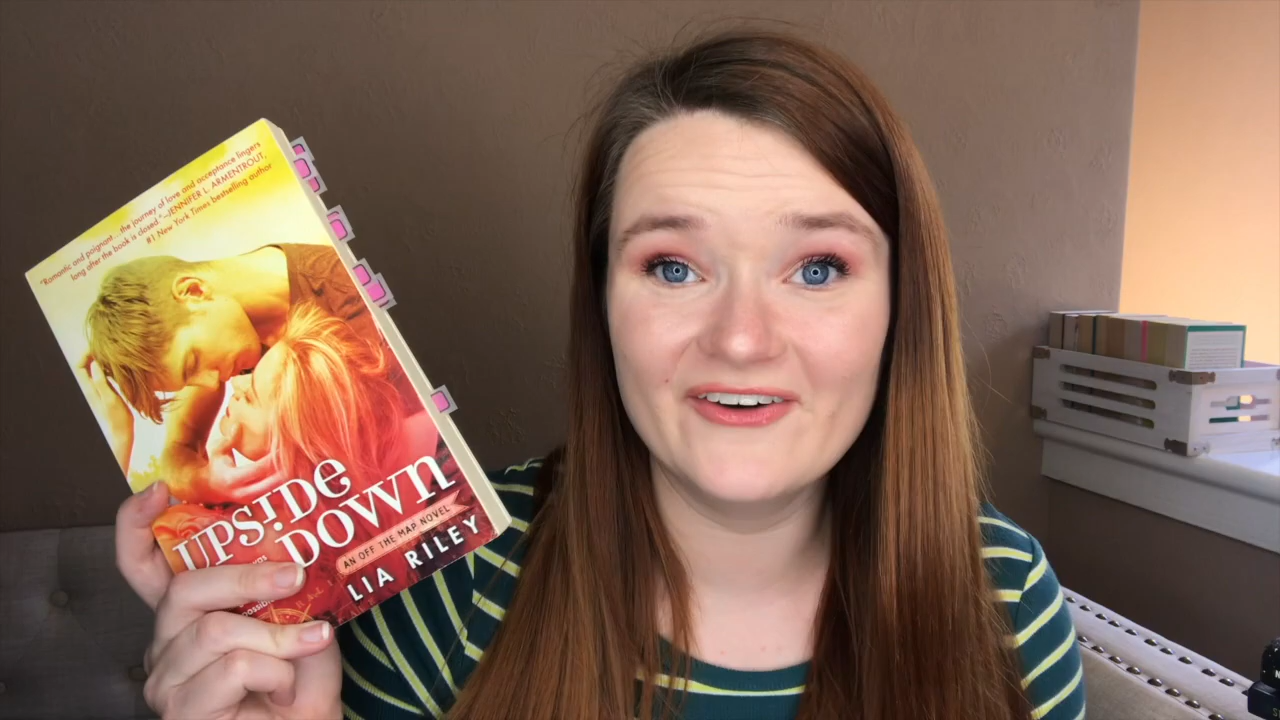 "Romantic and poignant...the journey of love and acceptance lingers
long after the book is closed."—JENNIFER L. ARMENTROUT,
#1 New York Times bestselling author
UPSIDE
DOWN
AN OFF THE MAP NOVEL
LIA RILEY